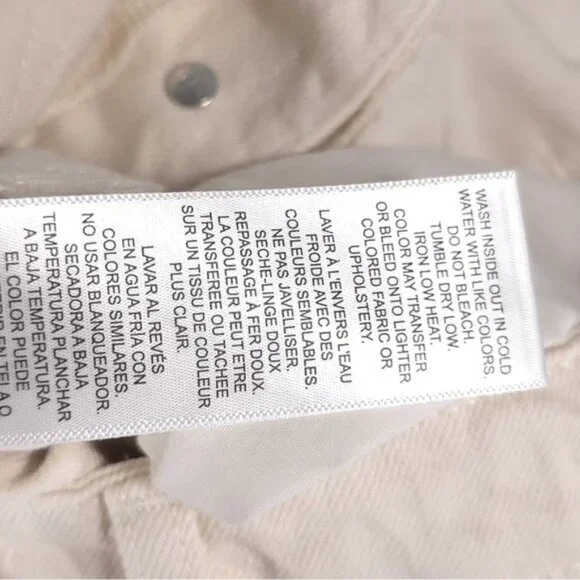 WASH INSIDE OUT IN COLD
WATER WITH LIKE COLORS.
DO NOT BLEACH.
TUMBLE DRY LOW.
IRON LOW HEAT.
COLOR MAY TRANSFER
OR BLEED ONTO LIGHTER
COLORED FABRIC OR
UPHOLSTERY.
LAVER À L'ENVERS L'EAU
FROIDE AVEC DES
COULEURS SEMBLABLES.
NE PAS JAVELLISER.
SECHE-LINGE DOUX
REPASSAGE À FER DOUX.
LA COULEUR PEUT ETRE
TRANSFEREE OU TACHÉE
SUR UN TISSU DE COULEUR
PLUS CLAIR.
LAVAR AL REVÉS
EN AGUA FRÍA CON
COLORES SIMILARES.
NO USAR BLANQUEADOR.
SECADORA A BAJA
TEMPERATURA PLANCHAR
A BAJA TEMPERATURA.
EL COLOR PUEDE
EN TELA O